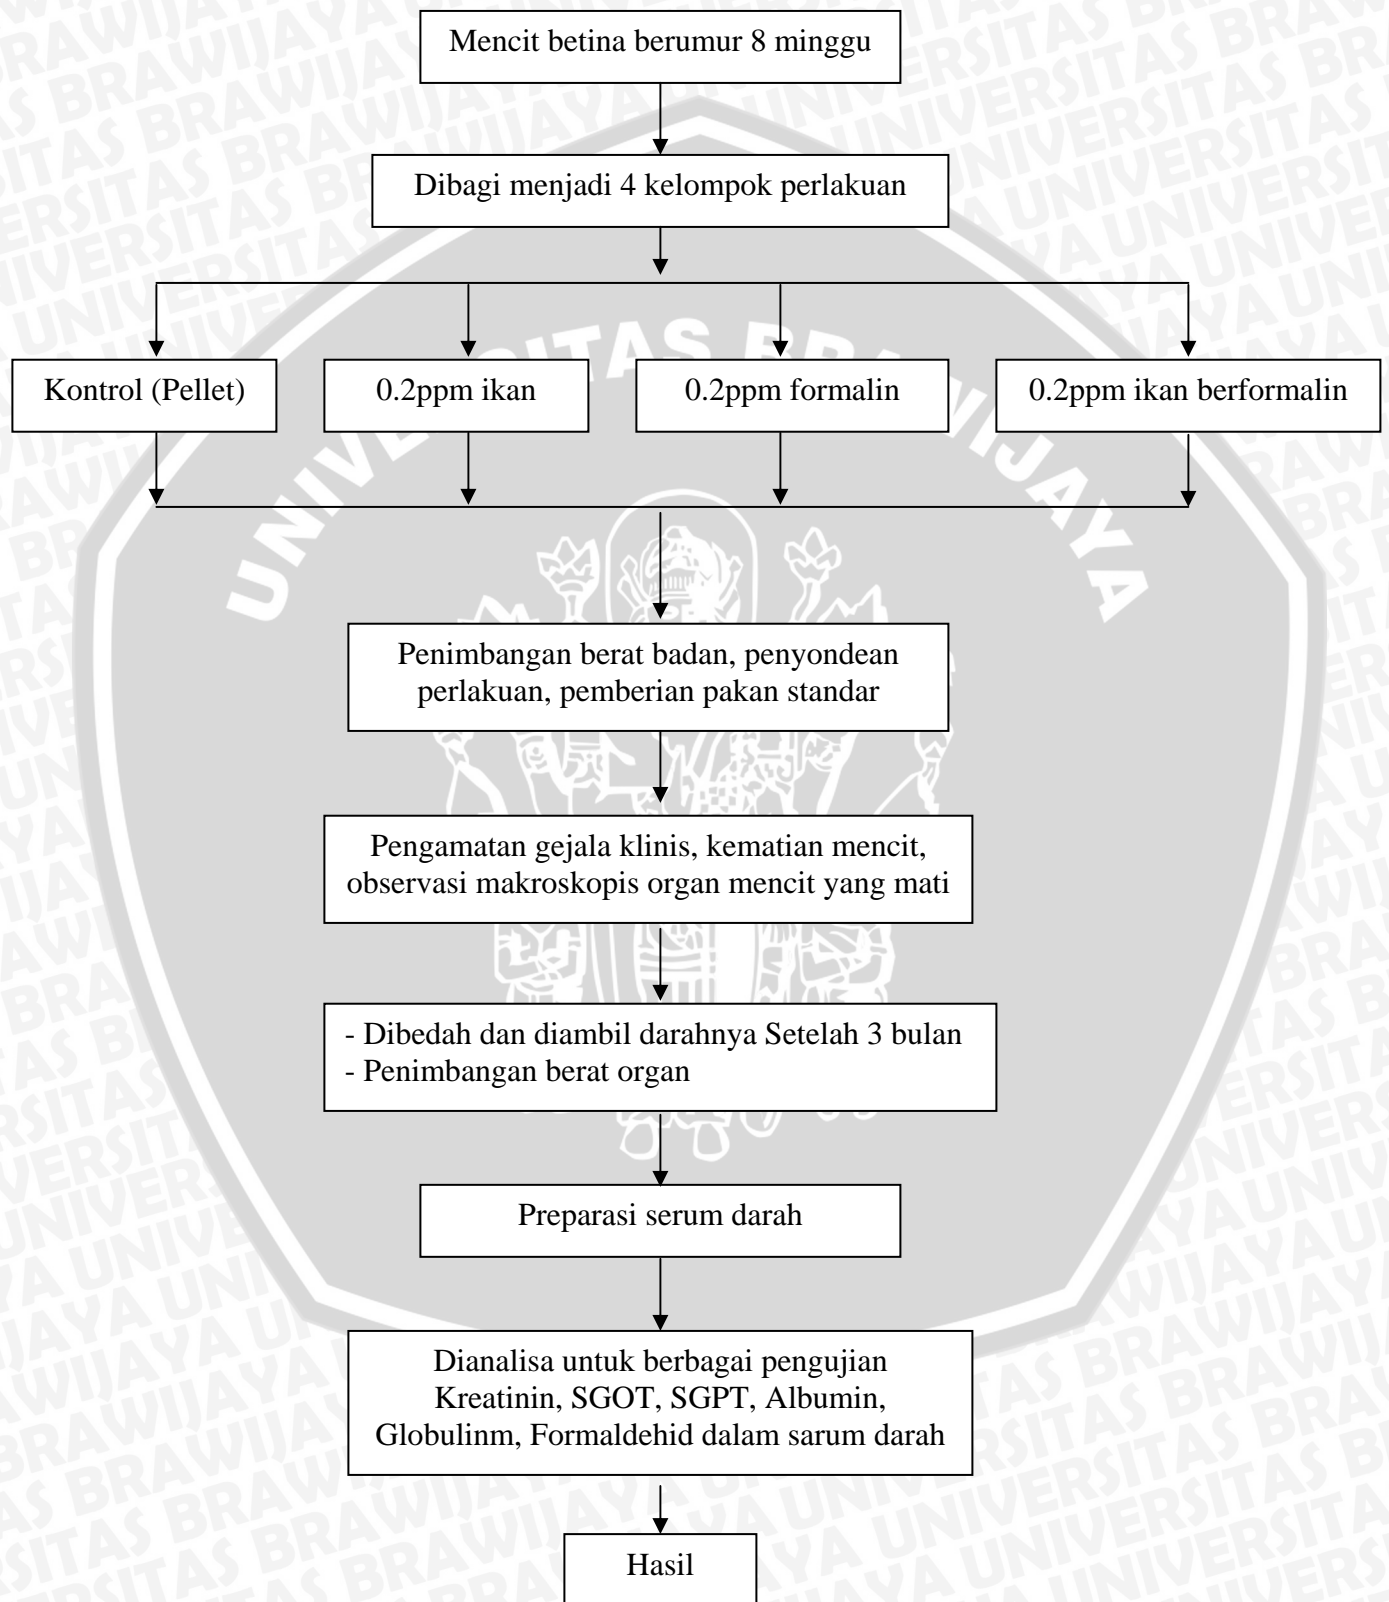 Mencit betina berumur 8 minggu
Dibagi menjadi 4 kelompok perlakuan
Kontrol (Pellet)
0.2ppm ikan
0.2ppm formalin
0.2ppm ikan berformalin
Penimbangan berat badan, penyondean
perlakuan, pemberian pakan standar
Pengamatan gejala klinis, kematian mencit,
observasi makroskopis organ mencit yang mati
- Dibedah dan diambil darahnya Setelah 3 bulan
- Penimbangan berat organ
Preparasi serum darah
Dianalisa untuk berbagai pengujian
Kreatinin, SGOT, SGPT, Albumin,
Globulinm, Formaldehid dalam sarum darah
Hasil